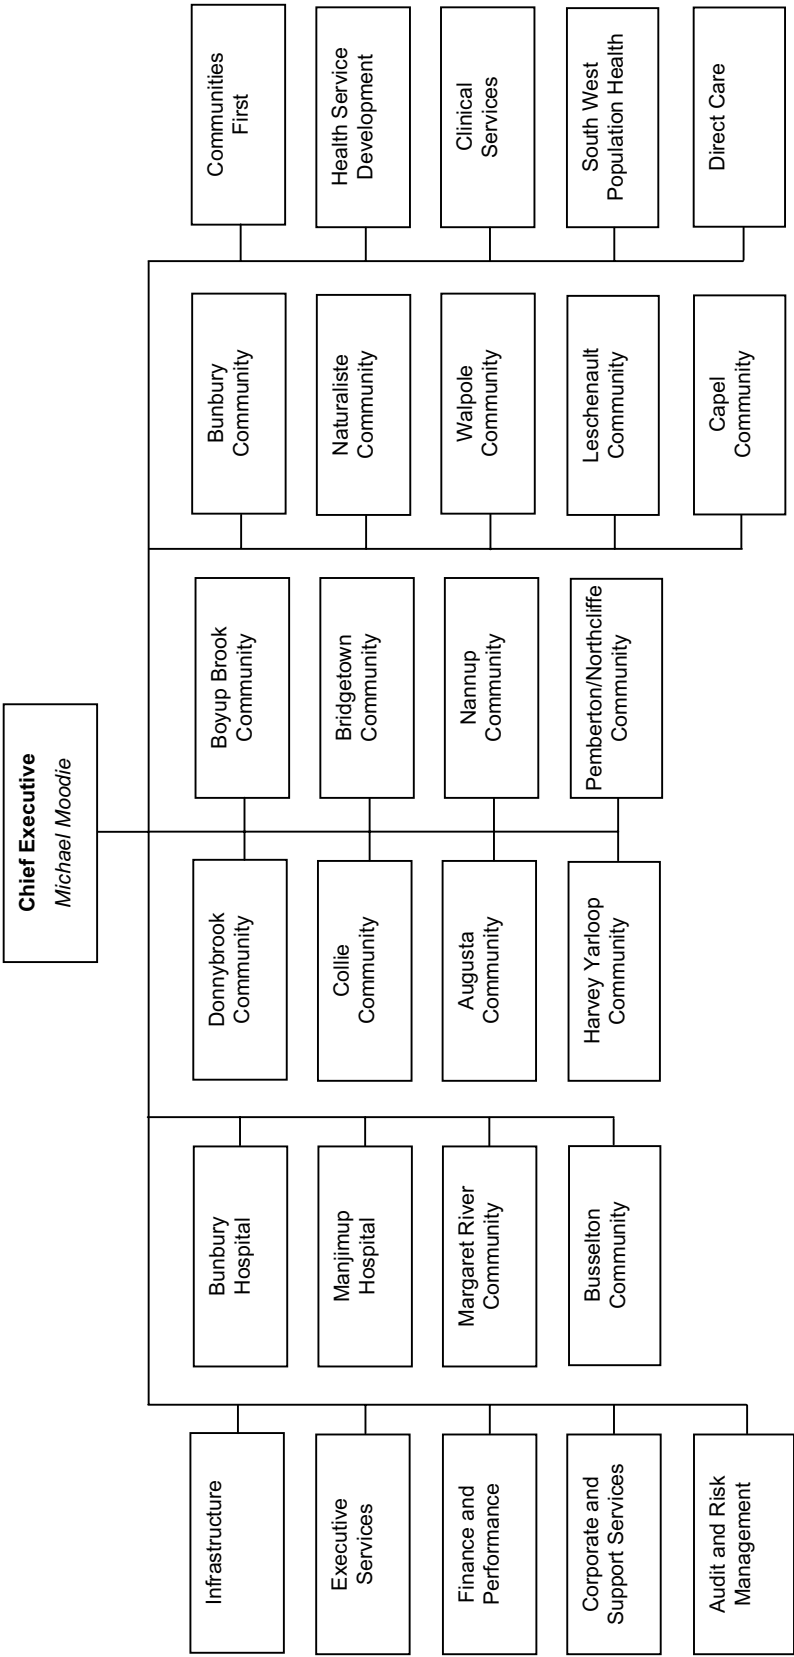 Chief Executive
Michael Moodie
Infrastructure
Executive
Services
Finance and
Performance
Corporate and
Support Services
Audit and Risk
Management
Bunbury
Hospital
Manjimup
Hospital
Margaret River
Community
Busselton
Community
Donnybrook
Community
Collie
Community
Augusta
Community
Harvey Yarloop
Community
Boyup Brook
Community
Bridgetown
Community
Nannup
Community
Pemberton/Northcliffe
Community
Bunbury
Community
Naturaliste
Community
Walpole
Community
Leschenault
Community
Capel
Community
Communities
First
Health Service
Development
Clinical
Services
South West
Population Health
Direct Care